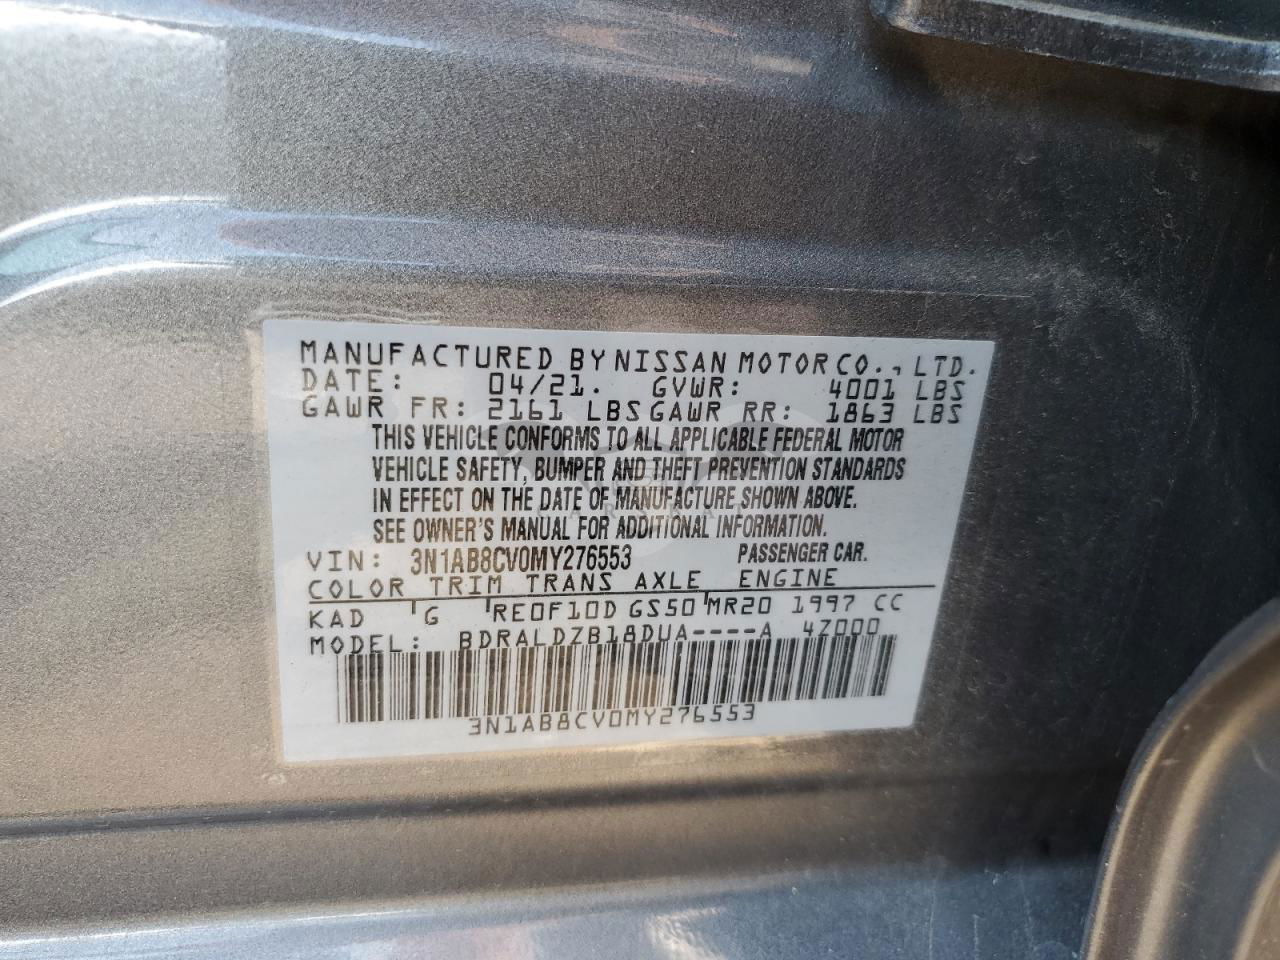 MANUFACTURED BY NISSAN MOTOR CO., LTD.
DATE: 04/21. GVWR: 4001 LBS
GAWR FR: 2161 LBS GAWR RR: 1863 LBS
THIS VEHICLE CONFORMS TO ALL APPLICABLE FEDERAL MOTOR
VEHICLE SAFETY, BUMPER AND THEFT PREVENTION STANDARDS
IN EFFECT ON THE DATE OF MANUFACTURE SHOWN ABOVE.
SEE OWNER'S MANUAL FOR ADDITIONAL INFORMATION.
VIN: 3N1AB8CV0MY276553 PASSENGER CAR.
COLOR TRIM TRANS AXLE ENGINE
KAD G RE0F10D GS50 MR20 1997 CC
MODEL: BDRALDZB18DUA----A 4Z000
3N1AB8CV0MY276553